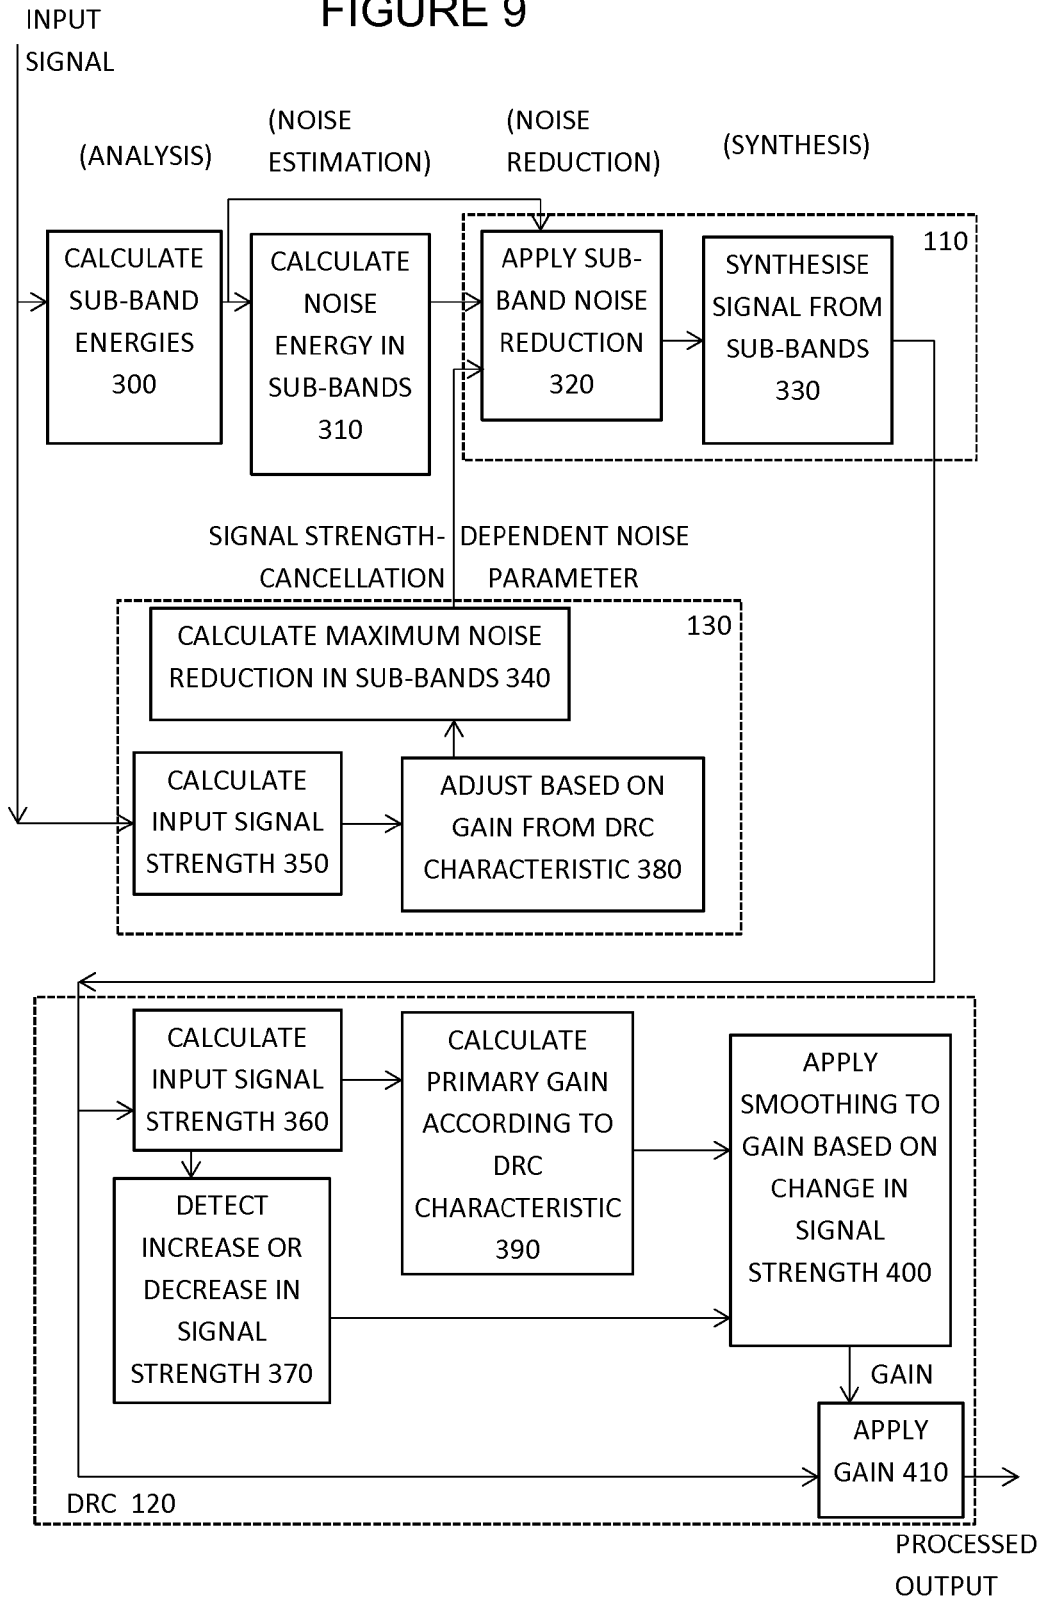 FIGURE 9
INPUT
SIGNAL
(ANALYSIS)
(NOISE
ESTIMATION)
(NOISE
REDUCTION)
(SYNTHESIS)
CALCULATE
SUB-BAND
ENERGIES
300
CALCULATE
NOISE
ENERGY IN
SUB-BANDS
310
APPLY SUB-
BAND NOISE
REDUCTION
320
SYNTHESISE
SIGNAL FROM
SUB-BANDS
330
110
SIGNAL STRENGTH- DEPENDENT NOISE
CANCELLATION PARAMETER
CALCULATE MAXIMUM NOISE
REDUCTION IN SUB-BANDS 340
130
CALCULATE
INPUT SIGNAL
STRENGTH 350
ADJUST BASED ON
GAIN FROM DRC
CHARACTERISTIC 380
CALCULATE
INPUT SIGNAL
STRENGTH 360
CALCULATE
PRIMARY GAIN
ACCORDING TO
DRC
CHARACTERISTIC
390
APPLY
SMOOTHING TO
GAIN BASED ON
CHANGE IN
SIGNAL
STRENGTH 400
DETECT
INCREASE OR
DECREASE IN
SIGNAL
STRENGTH 370
GAIN
APPLY
GAIN 410
DRC 120
PROCESSED
OUTPUT